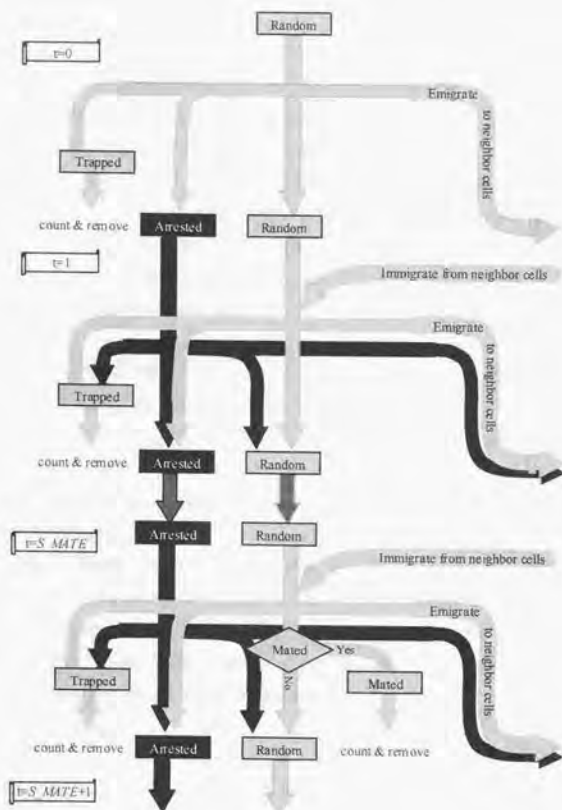 Random
t=0
Emigrate
to neighbor cells
Trapped
count & remove
Arrested
Random
t=1
Immigrate from neighbor cells
Emigrate
to neighbor cells
Trapped
count & remove
Arrested
Random
t=S_MATE
Arrested
Random
Immigrate from neighbor cells
Emigrate
to neighbor cells
Mated
Yes
No
Trapped
Mated
count & remove
Arrested
Random
count & remove
t=S_MATE+1